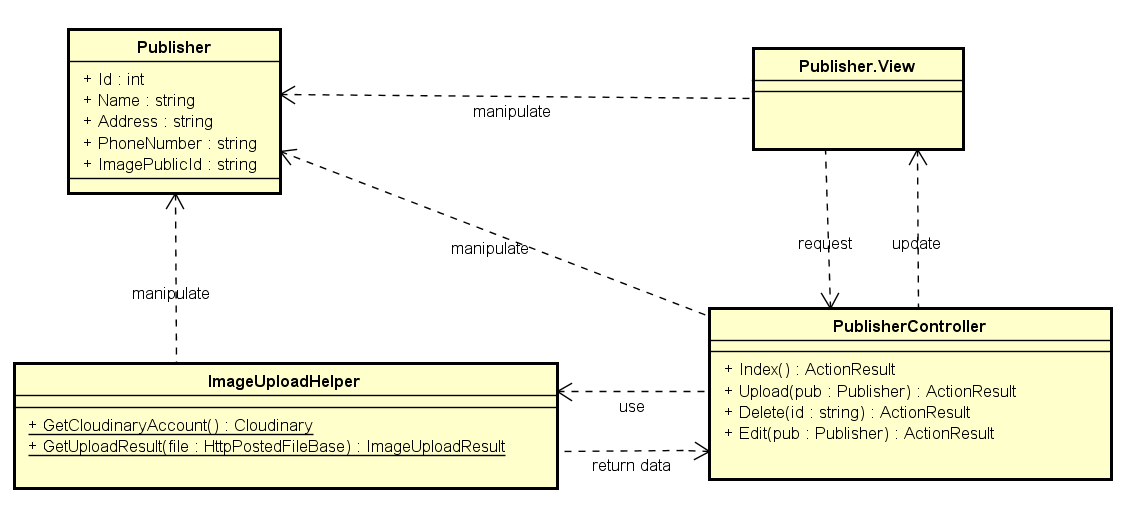 Publisher
+ Id : int
+ Name : string
+ Address : string
+ PhoneNumber : string
+ ImagePublicId : string
Publisher.View
manipulate
manipulate
request
update
manipulate
PublisherController
+ Index() : ActionResult
+ Upload(pub : Publisher) : ActionResult
+ Delete(id : string) : ActionResult
+ Edit(pub : Publisher) : ActionResult
ImageUploadHelper
+ GetCloudinaryAccount() : Cloudinary
+ GetUploadResult(file : HttpPostedFileBase) : ImageUploadResult
use
return data